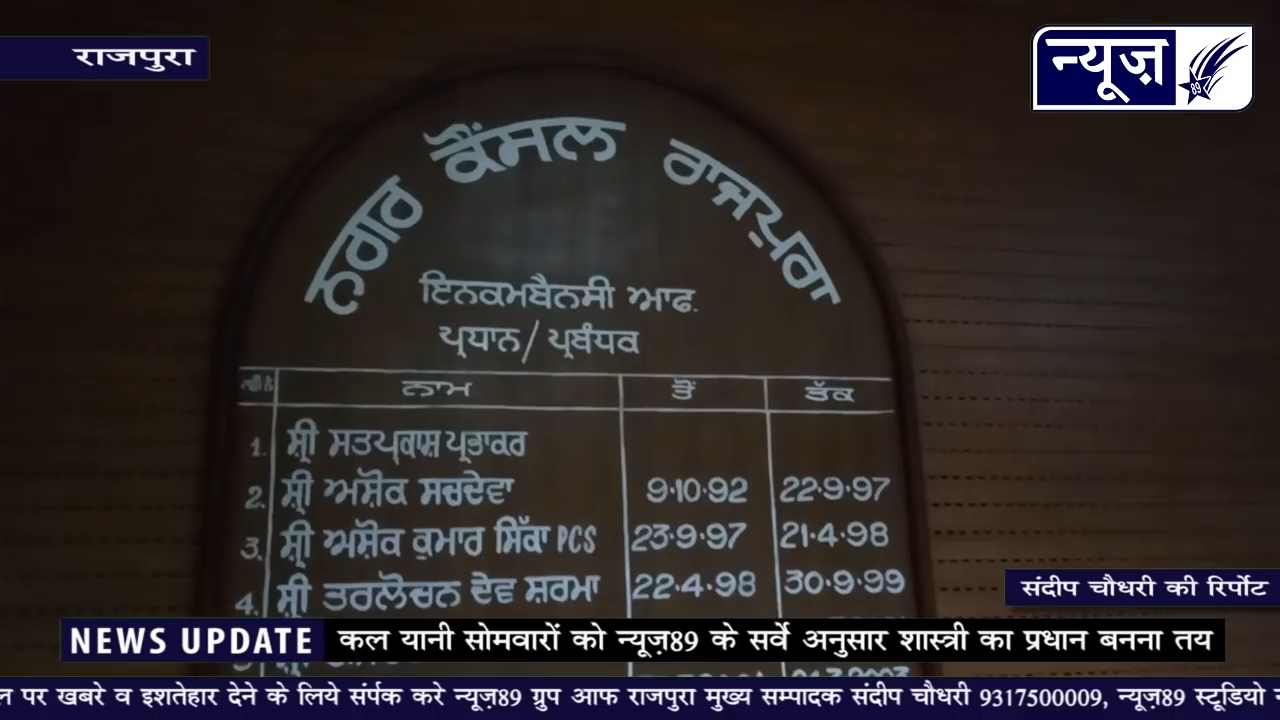 राजपुरा
न्यूज़
89
ਨਗਰ ਕੌਂਸਲ ਰਾਜਪੁਰਾ
ਇਨਕਮਬੈਨਸੀ ਆਫ.
ਪ੍ਰਧਾਨ/ਪ੍ਰਬੰਧਕ
ਨਾਮ ਤੋਂ ਤੱਕ
1. ਸ਼੍ਰੀ ਸਤਪ੍ਰਕਾਸ਼ ਪ੍ਰਭਾਕਰ
2. ਸ਼੍ਰੀ ਅਸ਼ੋਕ ਸਚਦੇਵਾ 9·10·92 22·9·97
3. ਸ਼੍ਰੀ ਅਸ਼ੋਕ ਕੁਮਾਰ ਸਿੱਕਾ PCS 23·9·97 21·4·98
4. ਸ਼੍ਰੀ ਤਰਲੋਚਨ ਦੇਵ ਸ਼ਰਮਾ 22·4·98 30·9·99
संदीप चौधरी की रिर्पोट
NEWS UPDATE कल यानी सोमवारों को न्यूज़89 के सर्वे अनुसार शास्त्री का प्रधान बनना तय
पर खबरे व इशतेहार देने के लिये संर्पक करे न्यूज़89 ग्रुप आफ राजपुरा मुख्य सम्पादक संदीप चौधरी 9317500009, न्यूज़89 स्टूडियो